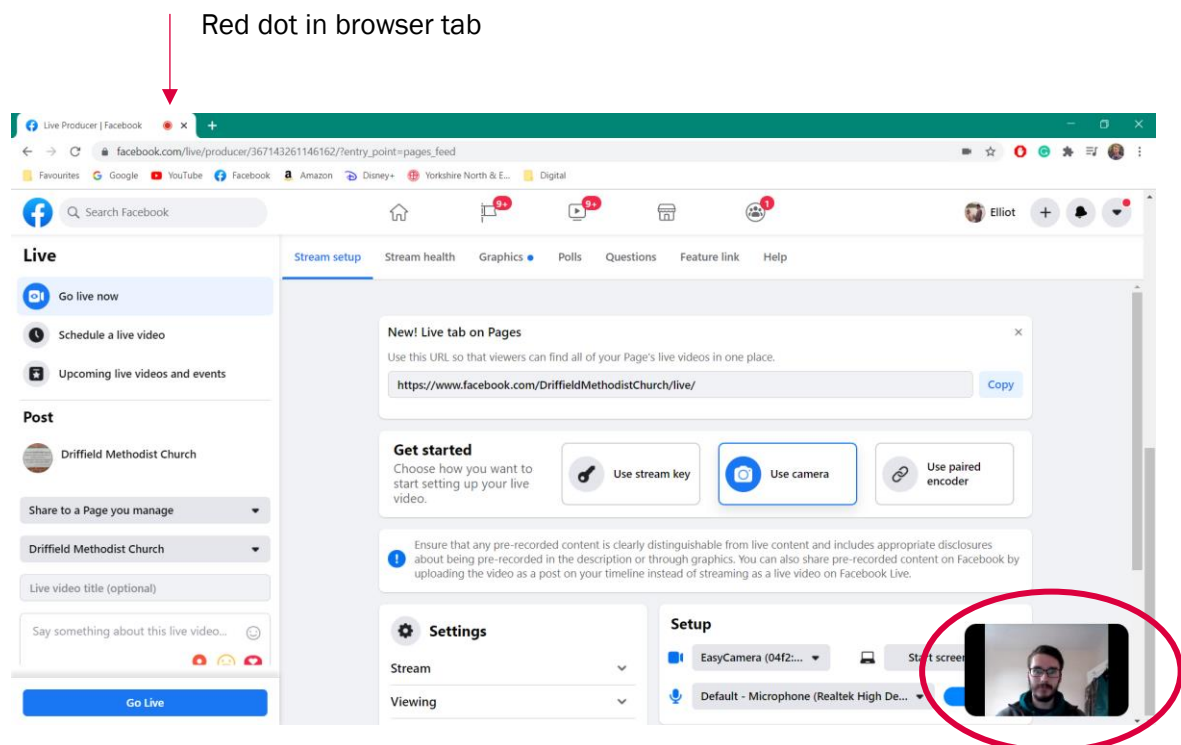 Red dot in browser tab
Live Producer | Facebook
facebook.com/live/producer/367143261146162/?entry_point=pages_feed
Favourites Google YouTube Facebook Amazon Disney+ Yorkshire North & E... Digital
Search Facebook 9+ 9+ 1 Elliot
Live
Stream setup Stream health Graphics Polls Questions Feature link Help
Go live now
Schedule a live video
Upcoming live videos and events
Post
Driffield Methodist Church
Share to a Page you manage
Driffield Methodist Church
Live video title (optional)
Say something about this live video...
Go Live
New! Live tab on Pages
Use this URL so that viewers can find all of your Page's live videos in one place.
https://www.facebook.com/DriffieldMethodistChurch/live/ Copy
Get started
Choose how you want to
start setting up your live
video.
Use stream key
Use camera
Use paired
encoder
Ensure that any pre-recorded content is clearly distinguishable from live content and includes appropriate disclosures
about being pre-recorded in the description or through graphics. You can also share pre-recorded content on Facebook by
uploading the video as a post on your timeline instead of streaming as a live video on Facebook Live.
Settings
Stream
Viewing
Setup
EasyCamera (04f2:... Start screen
Default - Microphone (Realtek High De...